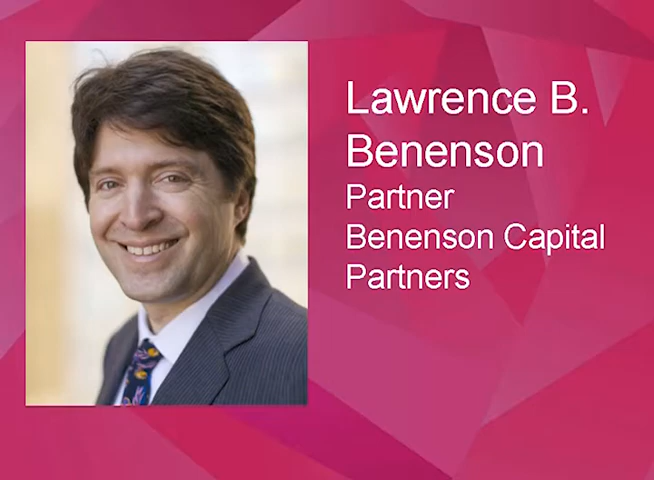 Lawrence B.
Benenson
Partner
Benenson Capital
Partners